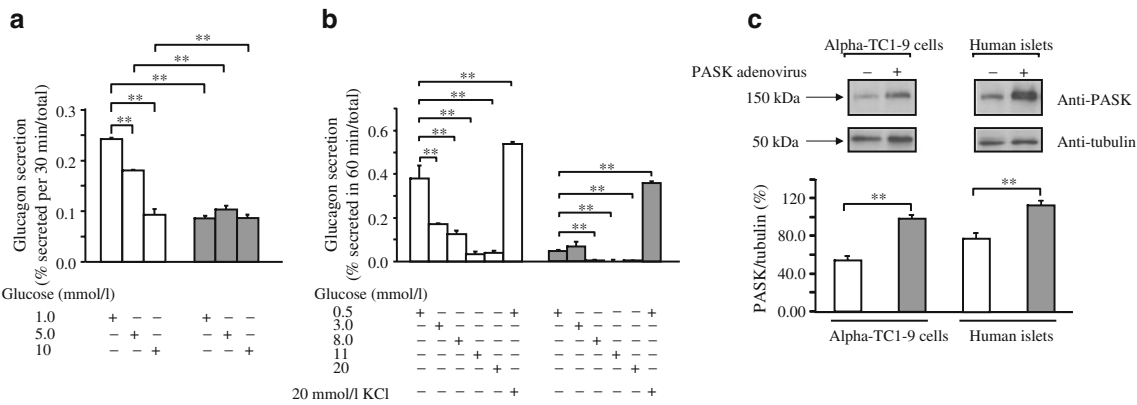 a
**
**
**
**
**
0.3
0.2
0.1
0.0
Glucagon secretion
(% secreted per 30 min/total)
Glucose (mmol/l)
1.0 + – – + – –
5.0 – + – – + –
10 – – + – – +
b
**
**
**
**
**
**
**
**
**
0.6
0.4
0.2
0.0
Glucagon secretion
(% secreted in 60 min/total)
Glucose (mmol/l)
0.5 + – – – – + + – – – – +
3.0 – + – – – – – + – – – –
8.0 – – + – – – – – + – – –
11 – – – + – – – – – + – –
20 – – – – + – – – – – + –
20 mmol/l KCl – – – – – + – – – – – +
c
Alpha-TC1-9 cells Human islets
PASK adenovirus – + – +
150 kDa Anti-PASK
50 kDa Anti-tubulin
PASK/tubulin (%)
120
80.0
40.0
0.00
**
**
Alpha-TC1-9 cells Human islets